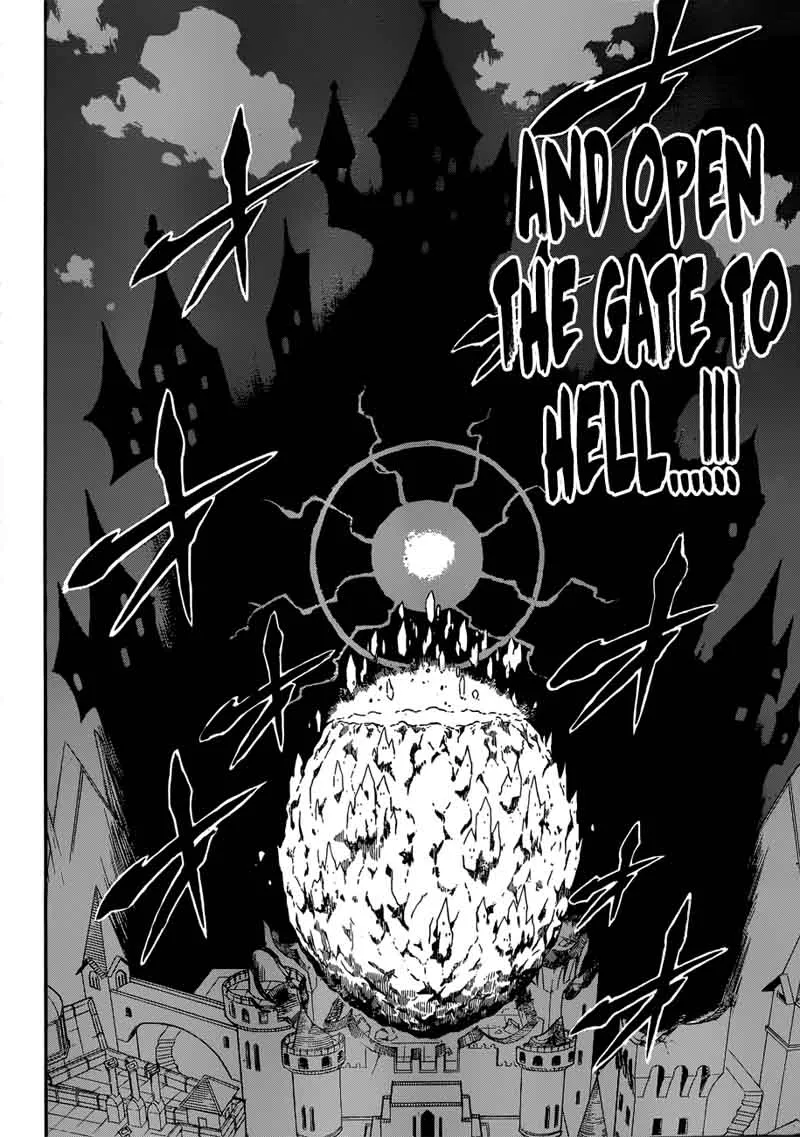 AND OPEN
THE GATE TO
HELL......!!!